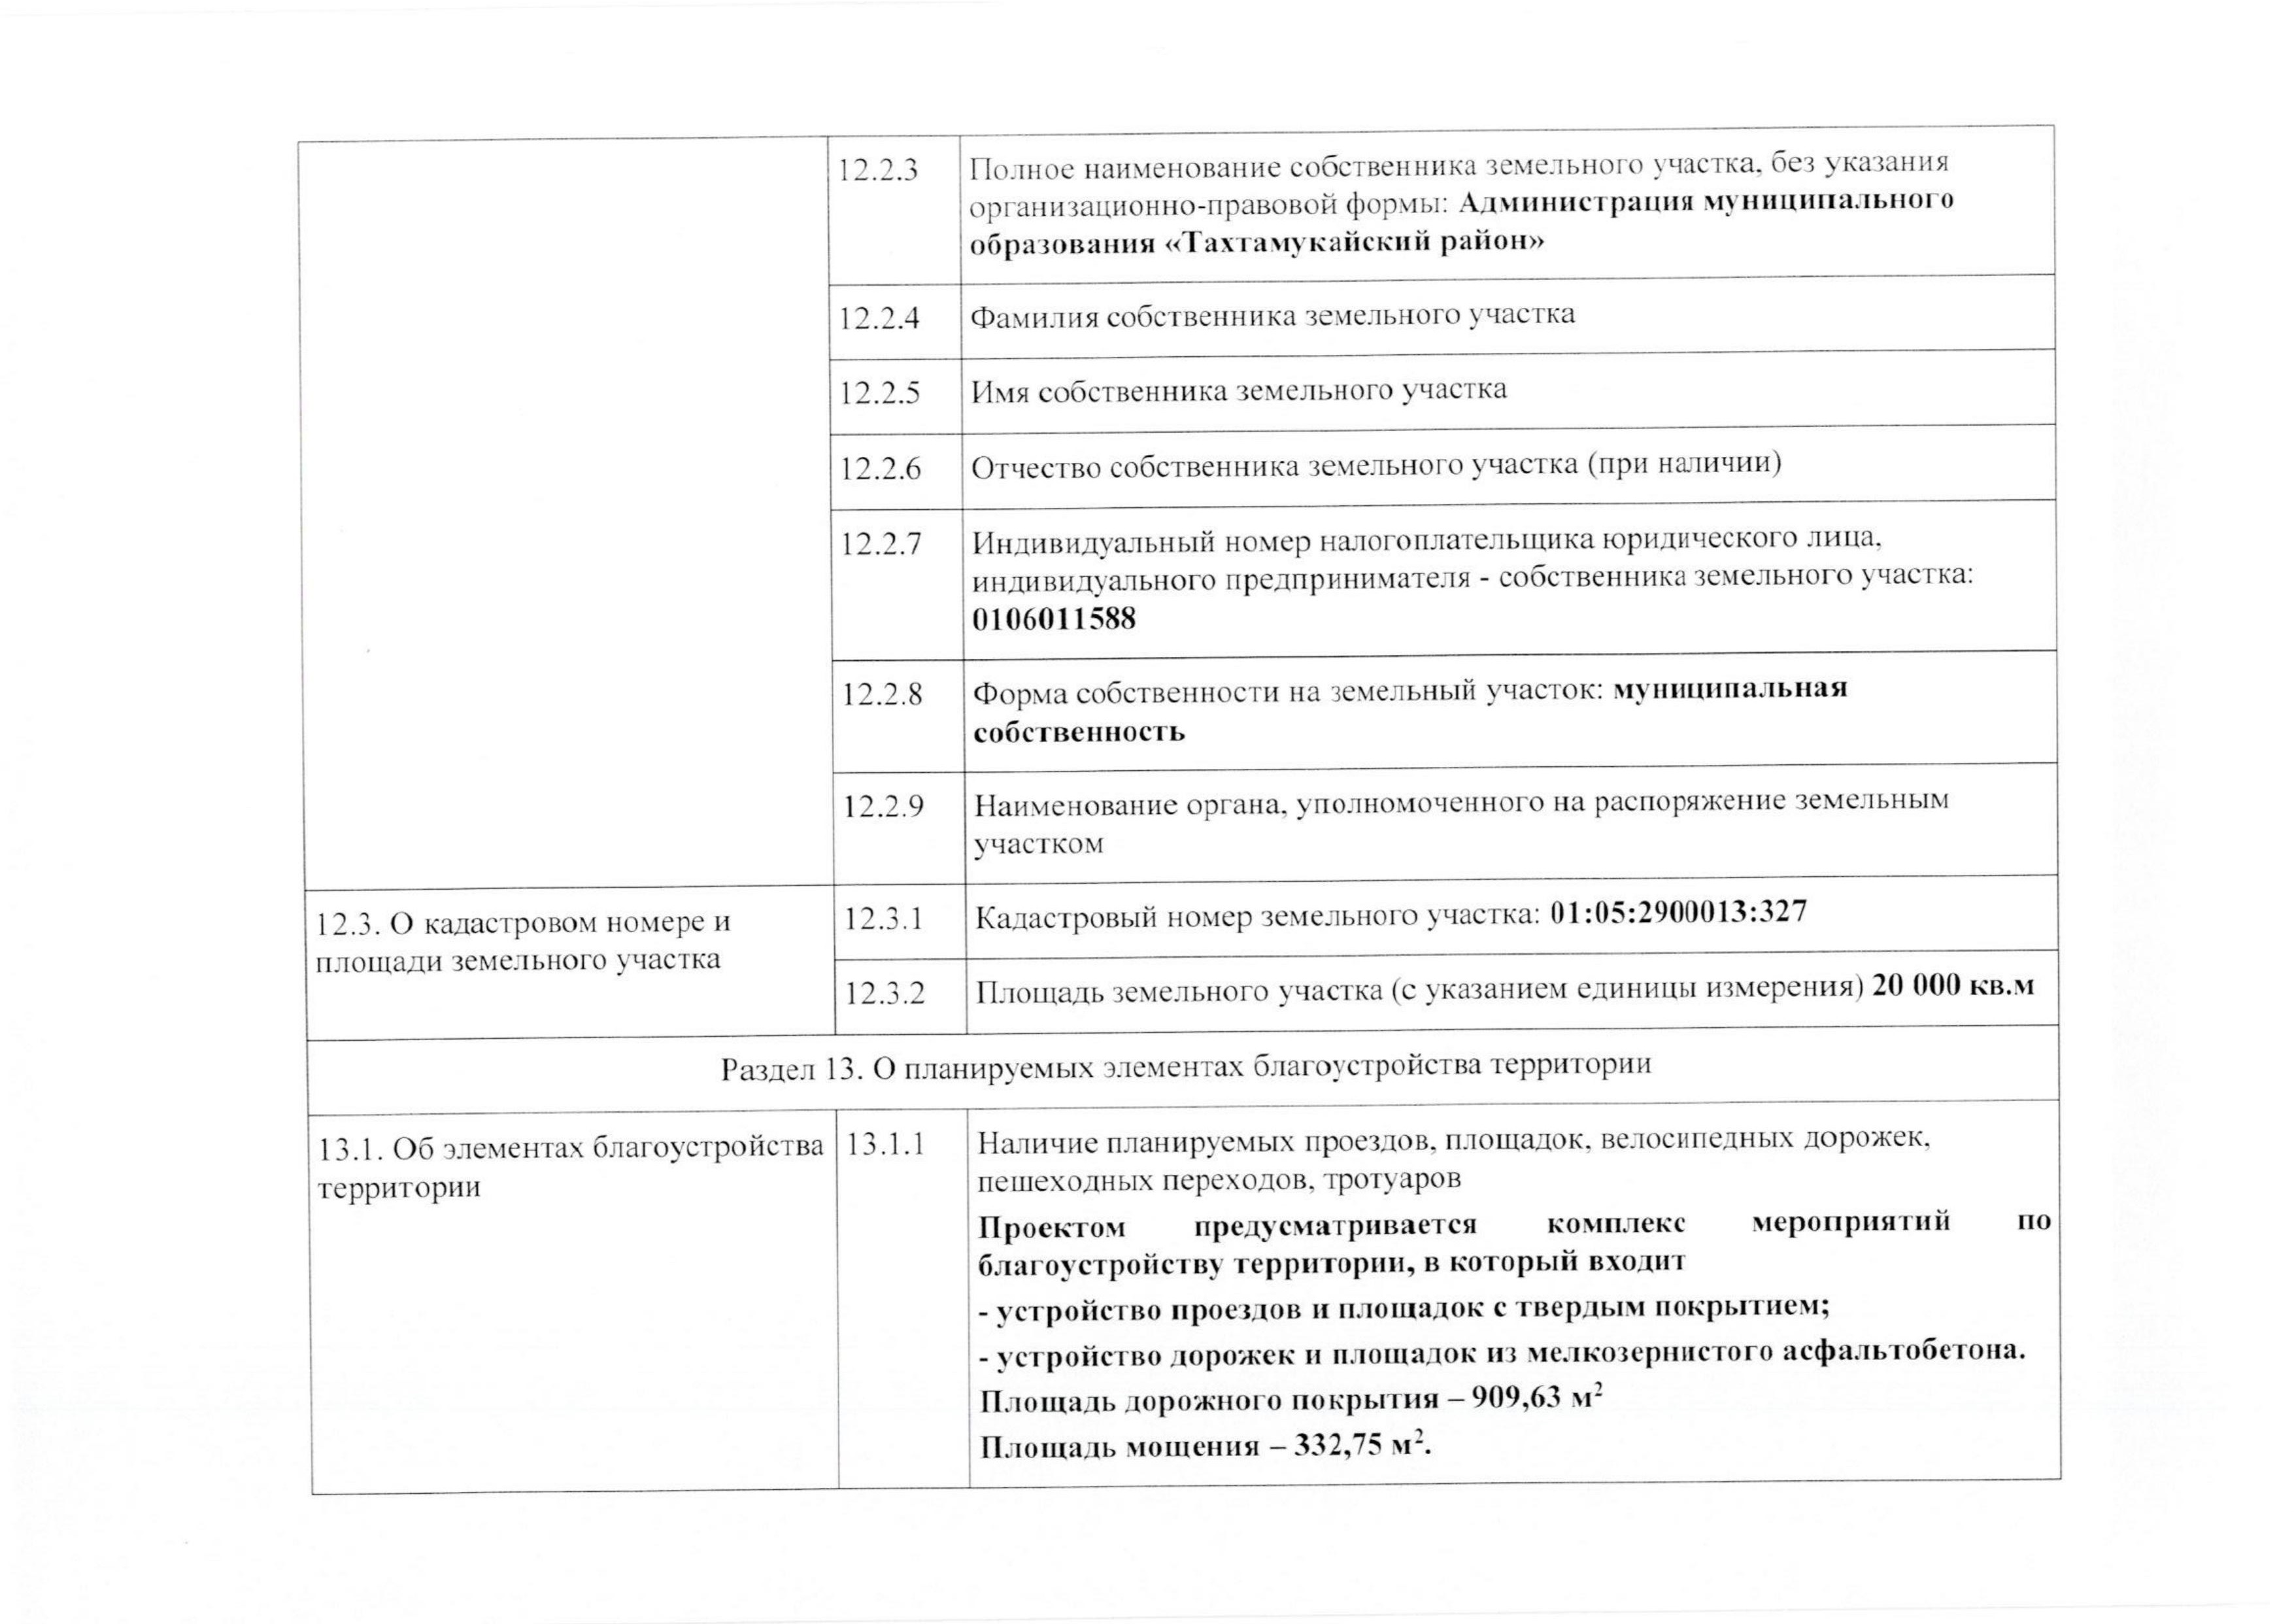 12.2.3 Полное наименование собственника земельного участка, без указания
организационно-правовой формы: Администрация муниципального
образования «Тахтамукайский район»
12.2.4 Фамилия собственника земельного участка
12.2.5 Имя собственника земельного участка
12.2.6 Отчество собственника земельного участка (при наличии)
12.2.7 Индивидуальный номер налогоплательщика юридического лица,
индивидуального предпринимателя - собственника земельного участка:
0106011588
12.2.8 Форма собственности на земельный участок: муниципальная
собственность
12.2.9 Наименование органа, уполномоченного на распоряжение земельным
участком
12.3. О кадастровом номере и
площади земельного участка
12.3.1 Кадастровый номер земельного участка: 01:05:2900013:327
12.3.2 Площадь земельного участка (с указанием единицы измерения) 20 000 кв.м
Раздел 13. О планируемых элементах благоустройства территории
13.1. Об элементах благоустройства
территории
13.1.1 Наличие планируемых проездов, площадок, велосипедных дорожек,
пешеходных переходов, тротуаров
Проектом предусматривается комплекс мероприятий по
благоустройству территории, в который входит
- устройство проездов и площадок с твердым покрытием;
- устройство дорожек и площадок из мелкозернистого асфальтобетона.
Площадь дорожного покрытия – 909,63 м²
Площадь мощения – 332,75 м².